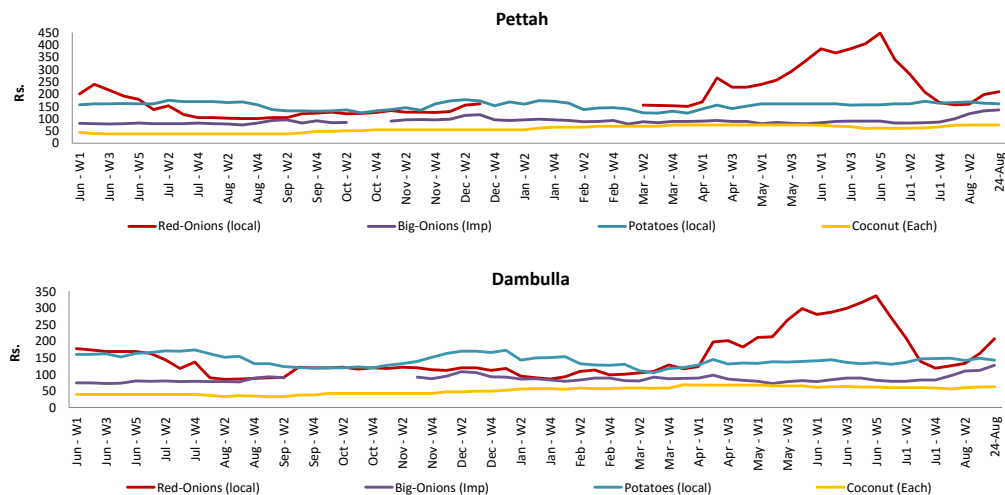 Pettah
450
400
350
300
250
200
150
100
50
0
Rs.
Jun - W1
Jun - W3
Jun - W5
Jul - W2
Jul - W4
Aug - W2
Aug - W4
Sep - W2
Sep - W4
Oct - W2
Oct - W4
Nov - W2
Nov - W4
Dec - W2
Dec - W4
Jan - W2
Jan - W4
Feb - W2
Feb - W4
Mar - W2
Mar - W4
Apr - W1
Apr - W3
May - W1
May - W3
Jun - W1
Jun - W3
Jun - W5
Ju1 - W2
Ju1 - W4
Aug - W2
24-Aug
Red-Onions (local) Big-Onions (Imp) Potatoes (local) Coconut (Each)
Dambulla
350
300
250
200
150
100
50
0
Rs.
Jun - W1
Jun - W3
Jun - W5
Jul - W2
Jul - W4
Aug - W2
Aug - W4
Sep - W2
Sep - W4
Oct - W2
Oct - W4
Nov - W2
Nov - W4
Dec - W2
Dec - W4
Jan - W2
Jan - W4
Feb - W2
Feb - W4
Mar - W2
Mar - W4
Apr - W1
Apr - W3
May - W1
May - W3
Jun - W1
Jun - W3
Jun - W5
Ju1 - W2
Ju1 - W4
Aug - W2
24-Aug
Red-Onions (local) Big-Onions (Imp) Potatoes (local) Coconut (Each)